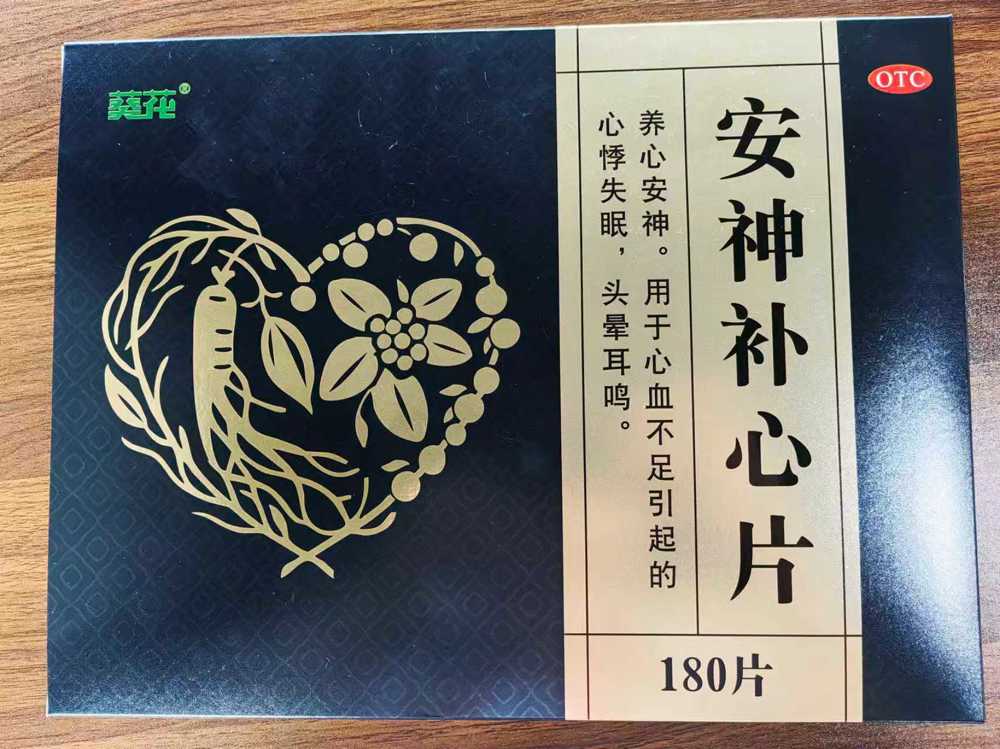 葵花
OTC
安神补心片
养心安神。用于心血不足引起的
心悸失眠，头晕耳鸣。
180片